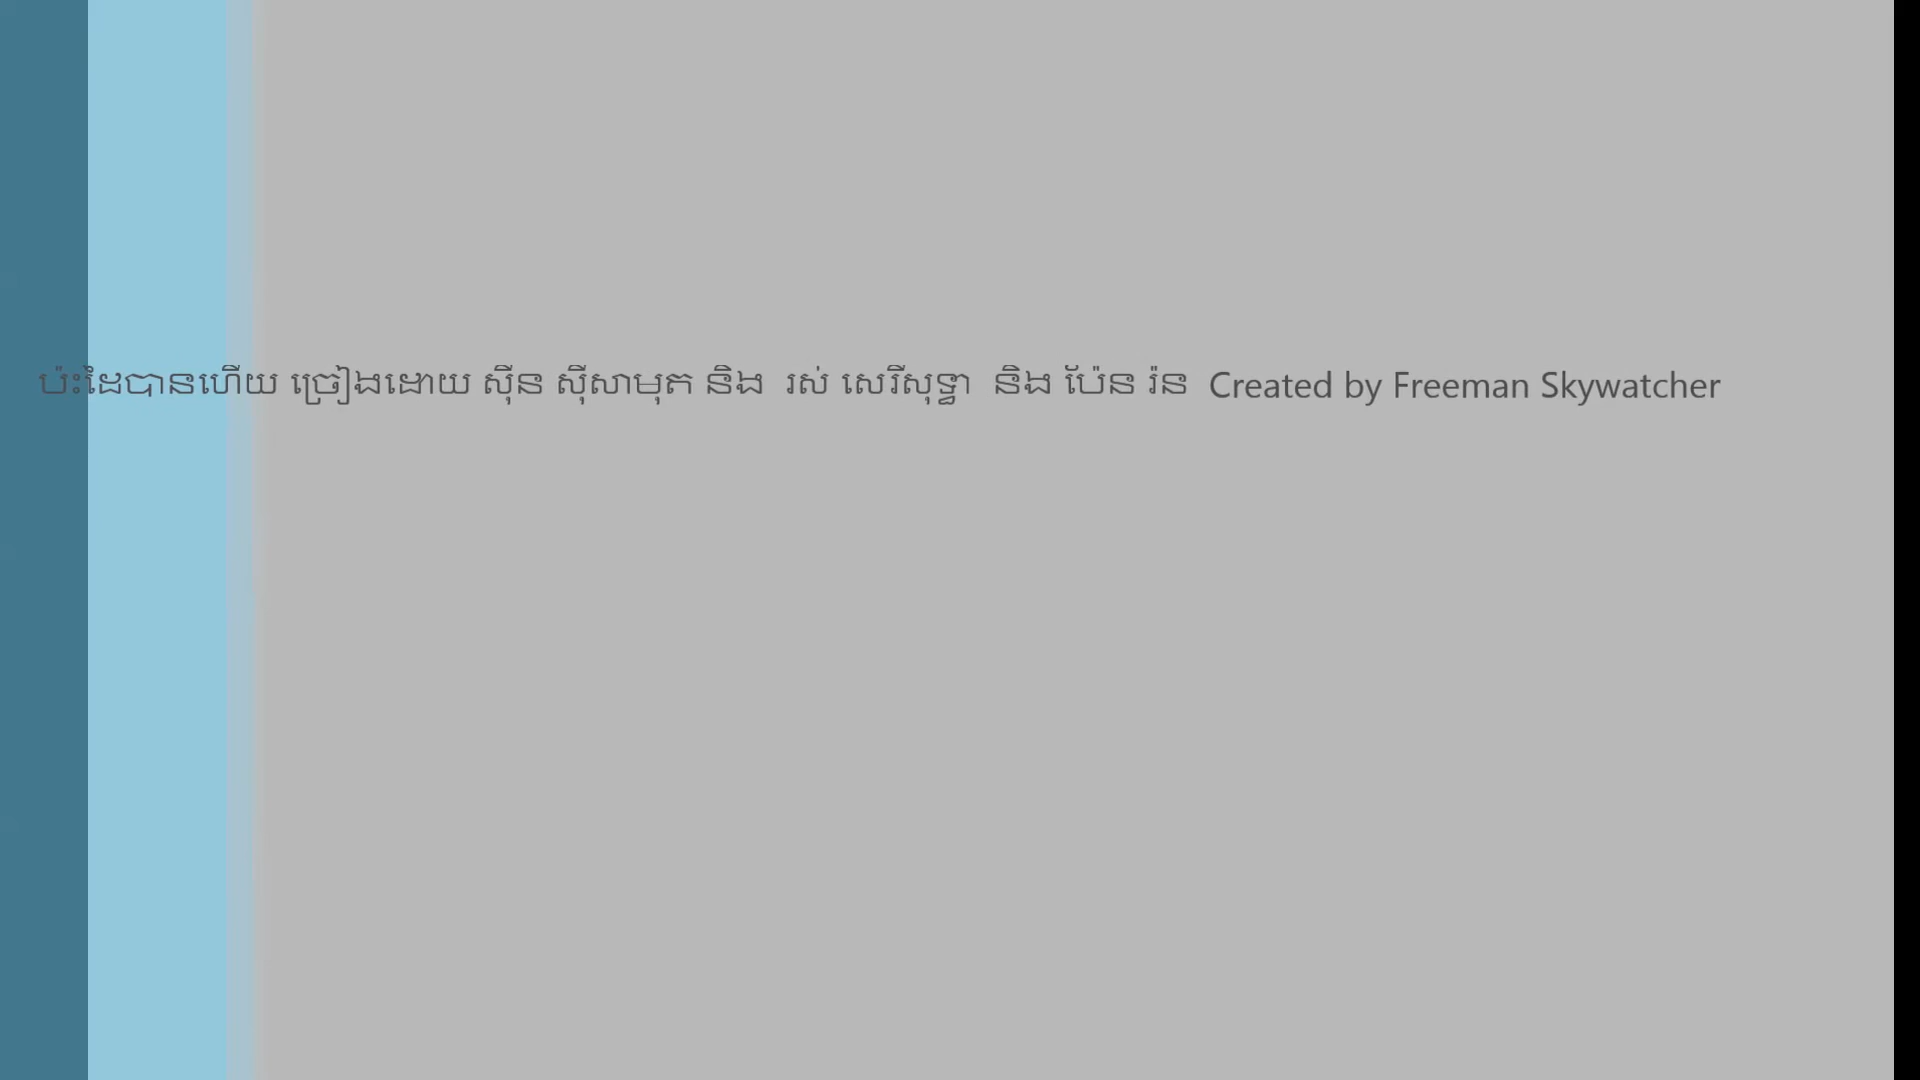 ប៉ះដៃបានហើយ ច្រៀងដោយ ស៊ីន ស៊ីសាមុត និង រស់ សេរីសុទ្ធា និង ប៉ែន រ៉ន Created by Freeman Skywatcher